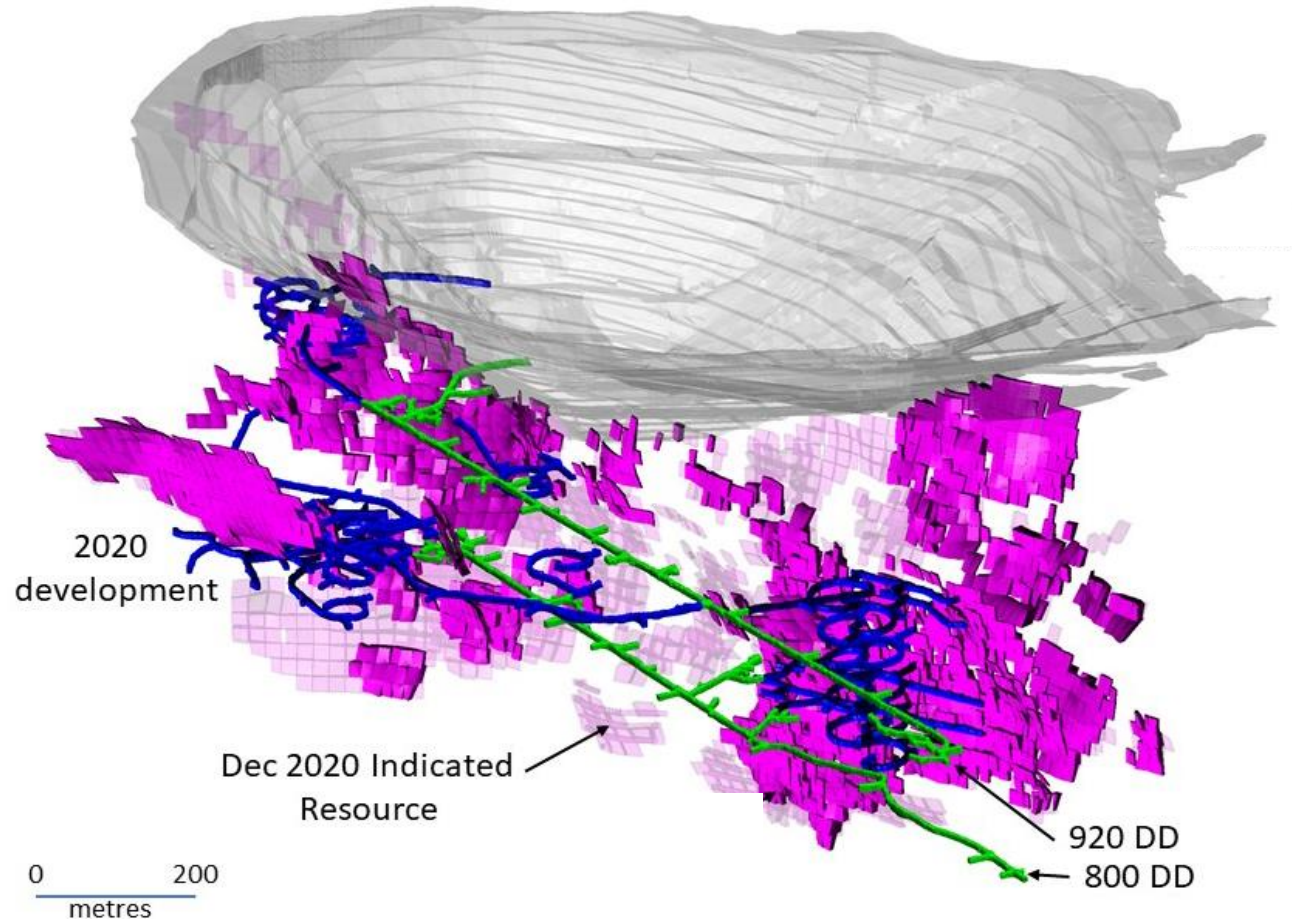 2020
development
Dec 2020 Indicated
Resource
920 DD
800 DD
0 200
metres